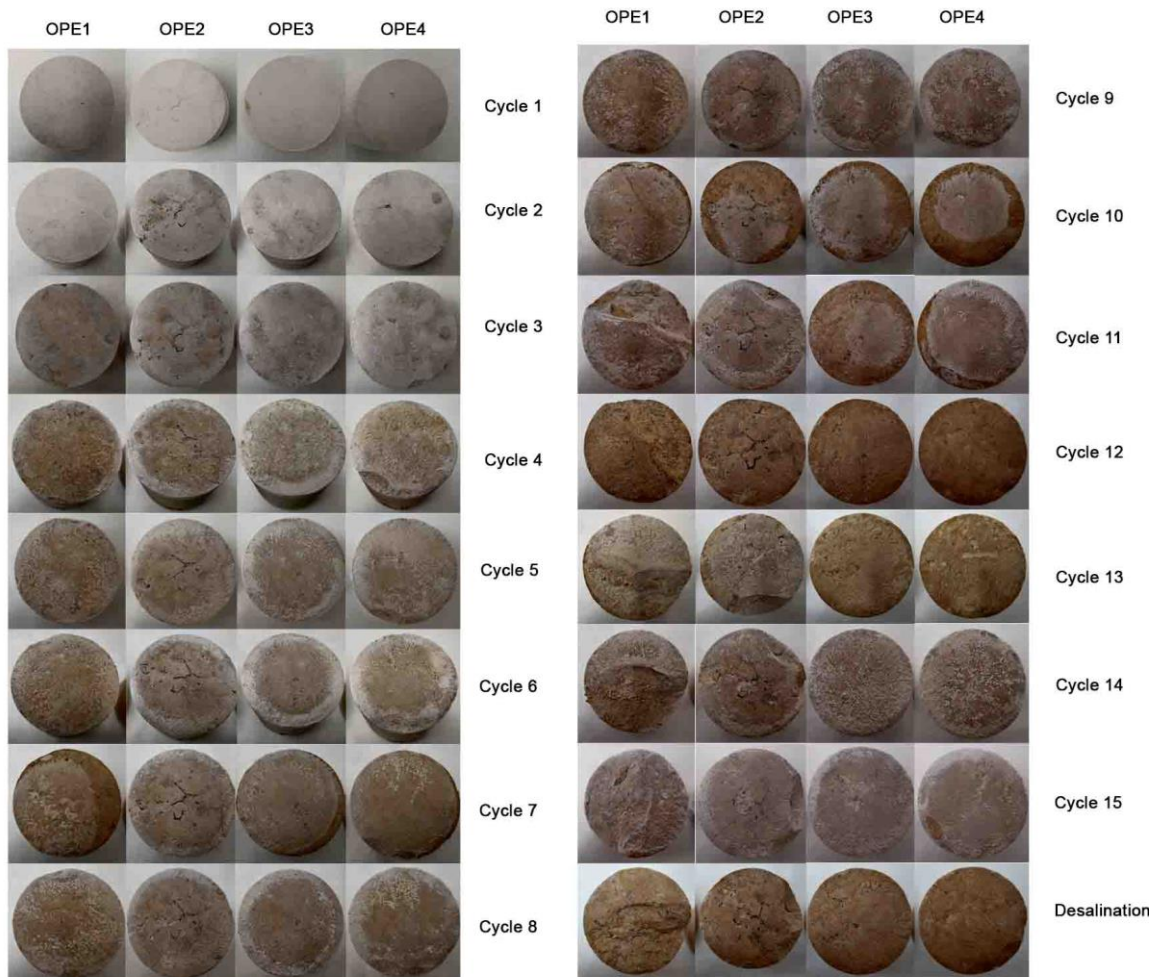 OPE1 OPE2 OPE3 OPE4
Cycle 1
Cycle 2
Cycle 3
Cycle 4
Cycle 5
Cycle 6
Cycle 7
Cycle 8
OPE1 OPE2 OPE3 OPE4
Cycle 9
Cycle 10
Cycle 11
Cycle 12
Cycle 13
Cycle 14
Cycle 15
Desalination